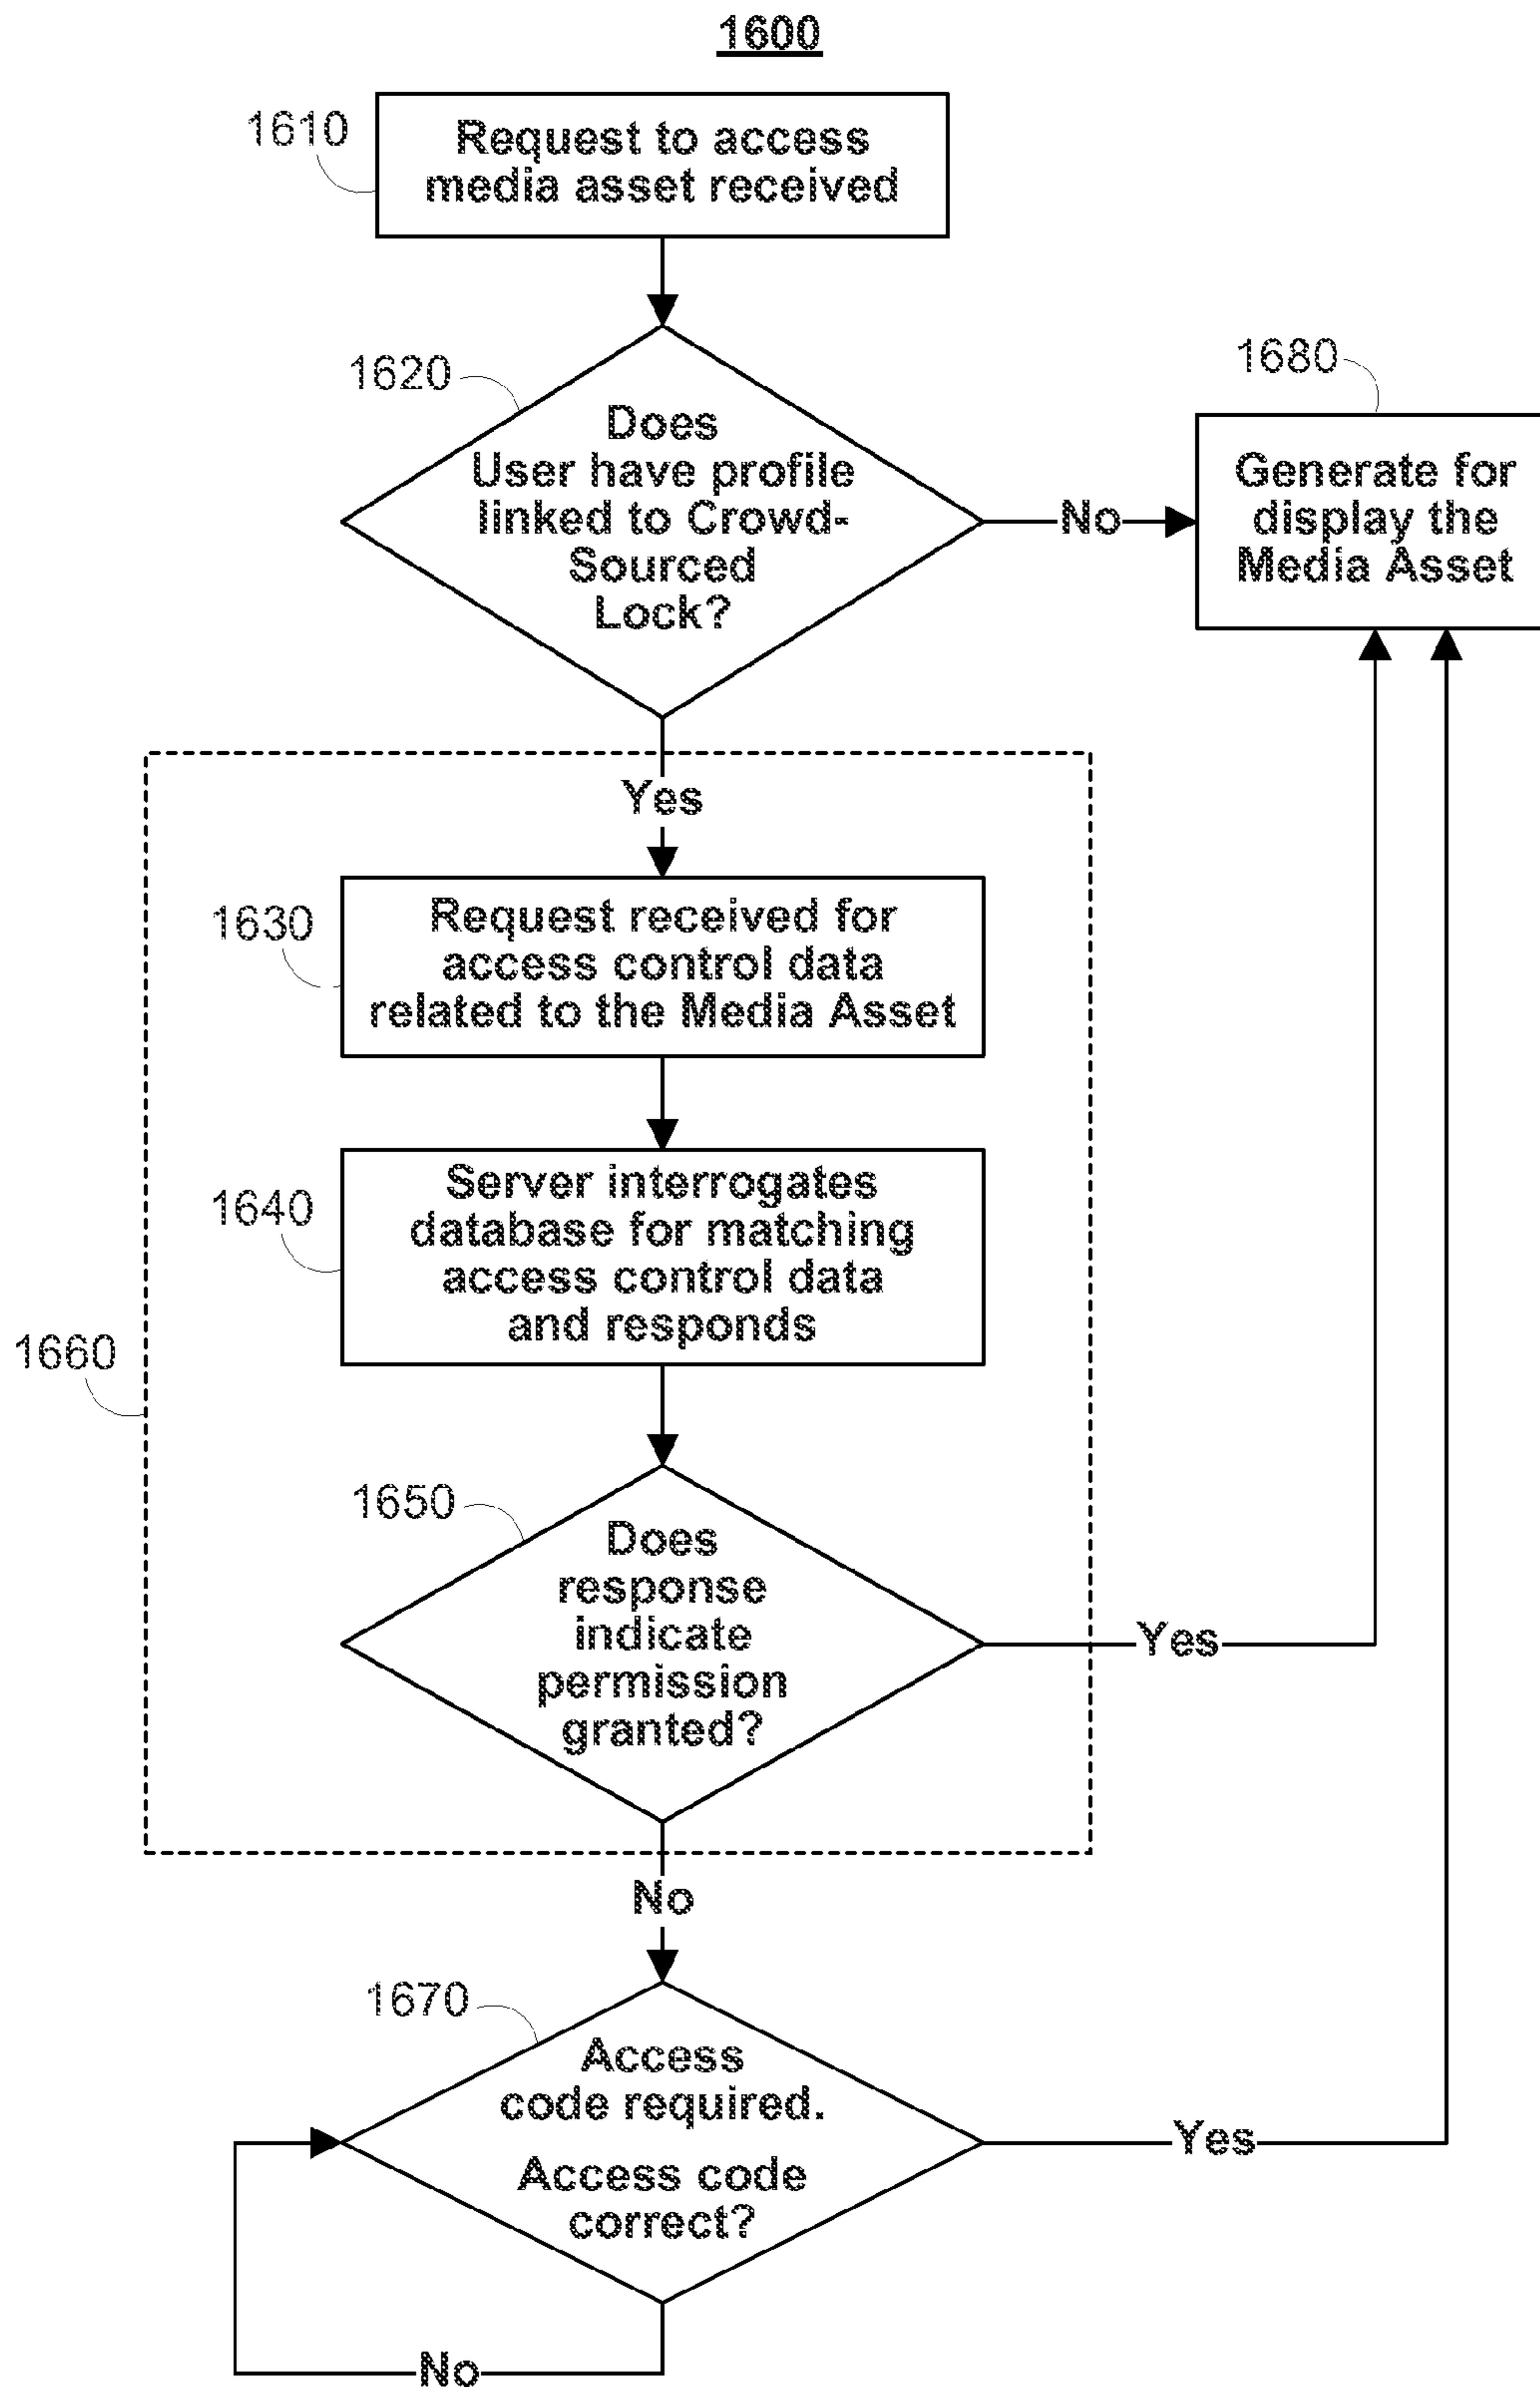 1600
1610
Request to access
media asset received
1620
Does
User have profile
linked to Crowd-
Sourced
Lock?
No
1680
Generate for
display the
Media Asset
Yes
1630
Request received for
access control data
related to the Media Asset
1640
Server interrogates
database for matching
access control data
and responds
1660
1650
Does
response
indicate
permission
granted?
Yes
No
1670
Access
code required.
Access code
correct?
Yes
No